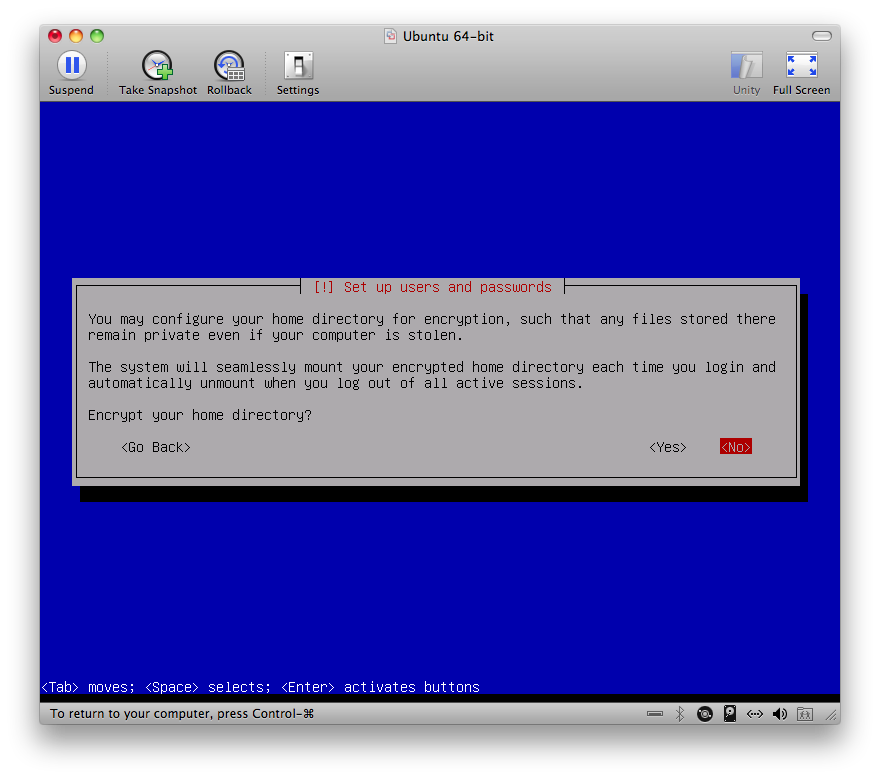 Ubuntu 64-bit
Suspend
Take Snapshot
Rollback
Settings
Unity
Full Screen
[!] Set up users and passwords
You may configure your home directory for encryption, such that any files stored there
remain private even if your computer is stolen.
The system will seamlessly mount your encrypted home directory each time you login and
automatically unmount when you log out of all active sessions.
Encrypt your home directory?
<Go Back> <Yes> <No>
<Tab> moves; <Space> selects; <Enter> activates buttons
To return to your computer, press Control-⌘